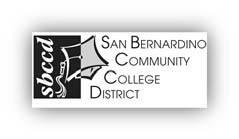 sbccd
SAN BERNARDINO
COMMUNITY
COLLEGE
DISTRICT